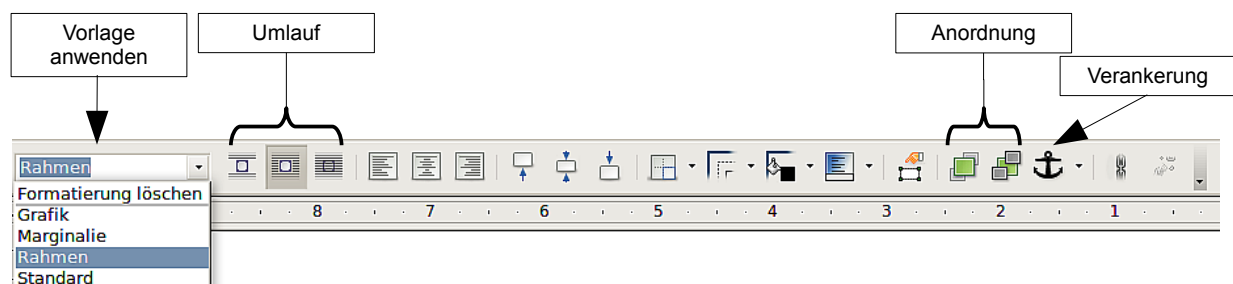 Vorlage
anwenden
Umlauf
Anordnung
Verankerung
Rahmen
Formatierung löschen
Grafik
Marginalie
Rahmen
Standard
8 7 6 5 4 3 2 1